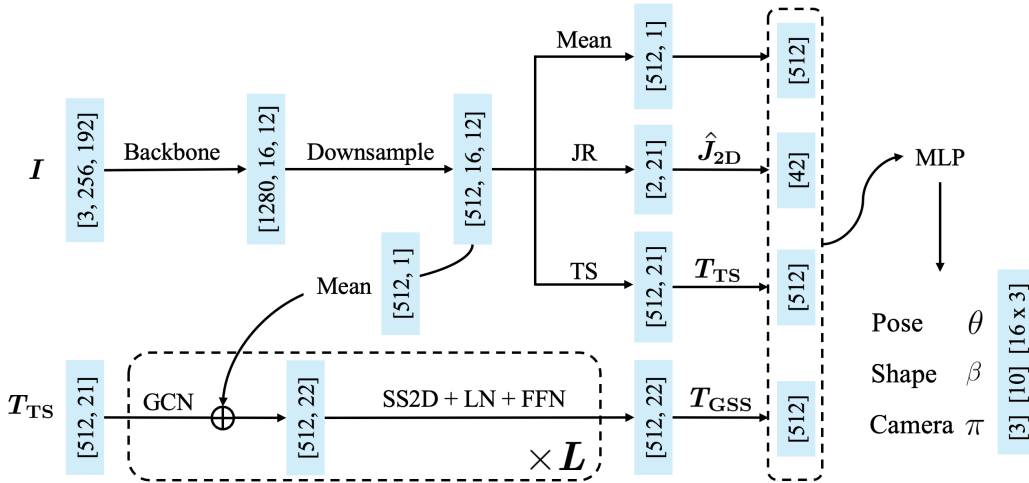 I
[3, 256, 192]
Backbone
[1280, 16, 12]
Downsample
[512, 16, 12]
Mean
[512, 1]
[512]
JR
[2, 21]
Ĵ2D
[42]
TS
[512, 21]
TTS
[512]
Mean
[512, 1]
TTS
[512, 21]
GCN
[512, 22]
SS2D + LN + FFN
× L
[512, 22]
TGSS
[512]
MLP
Pose θ [16 x 3]
Shape β [10]
Camera π [3]